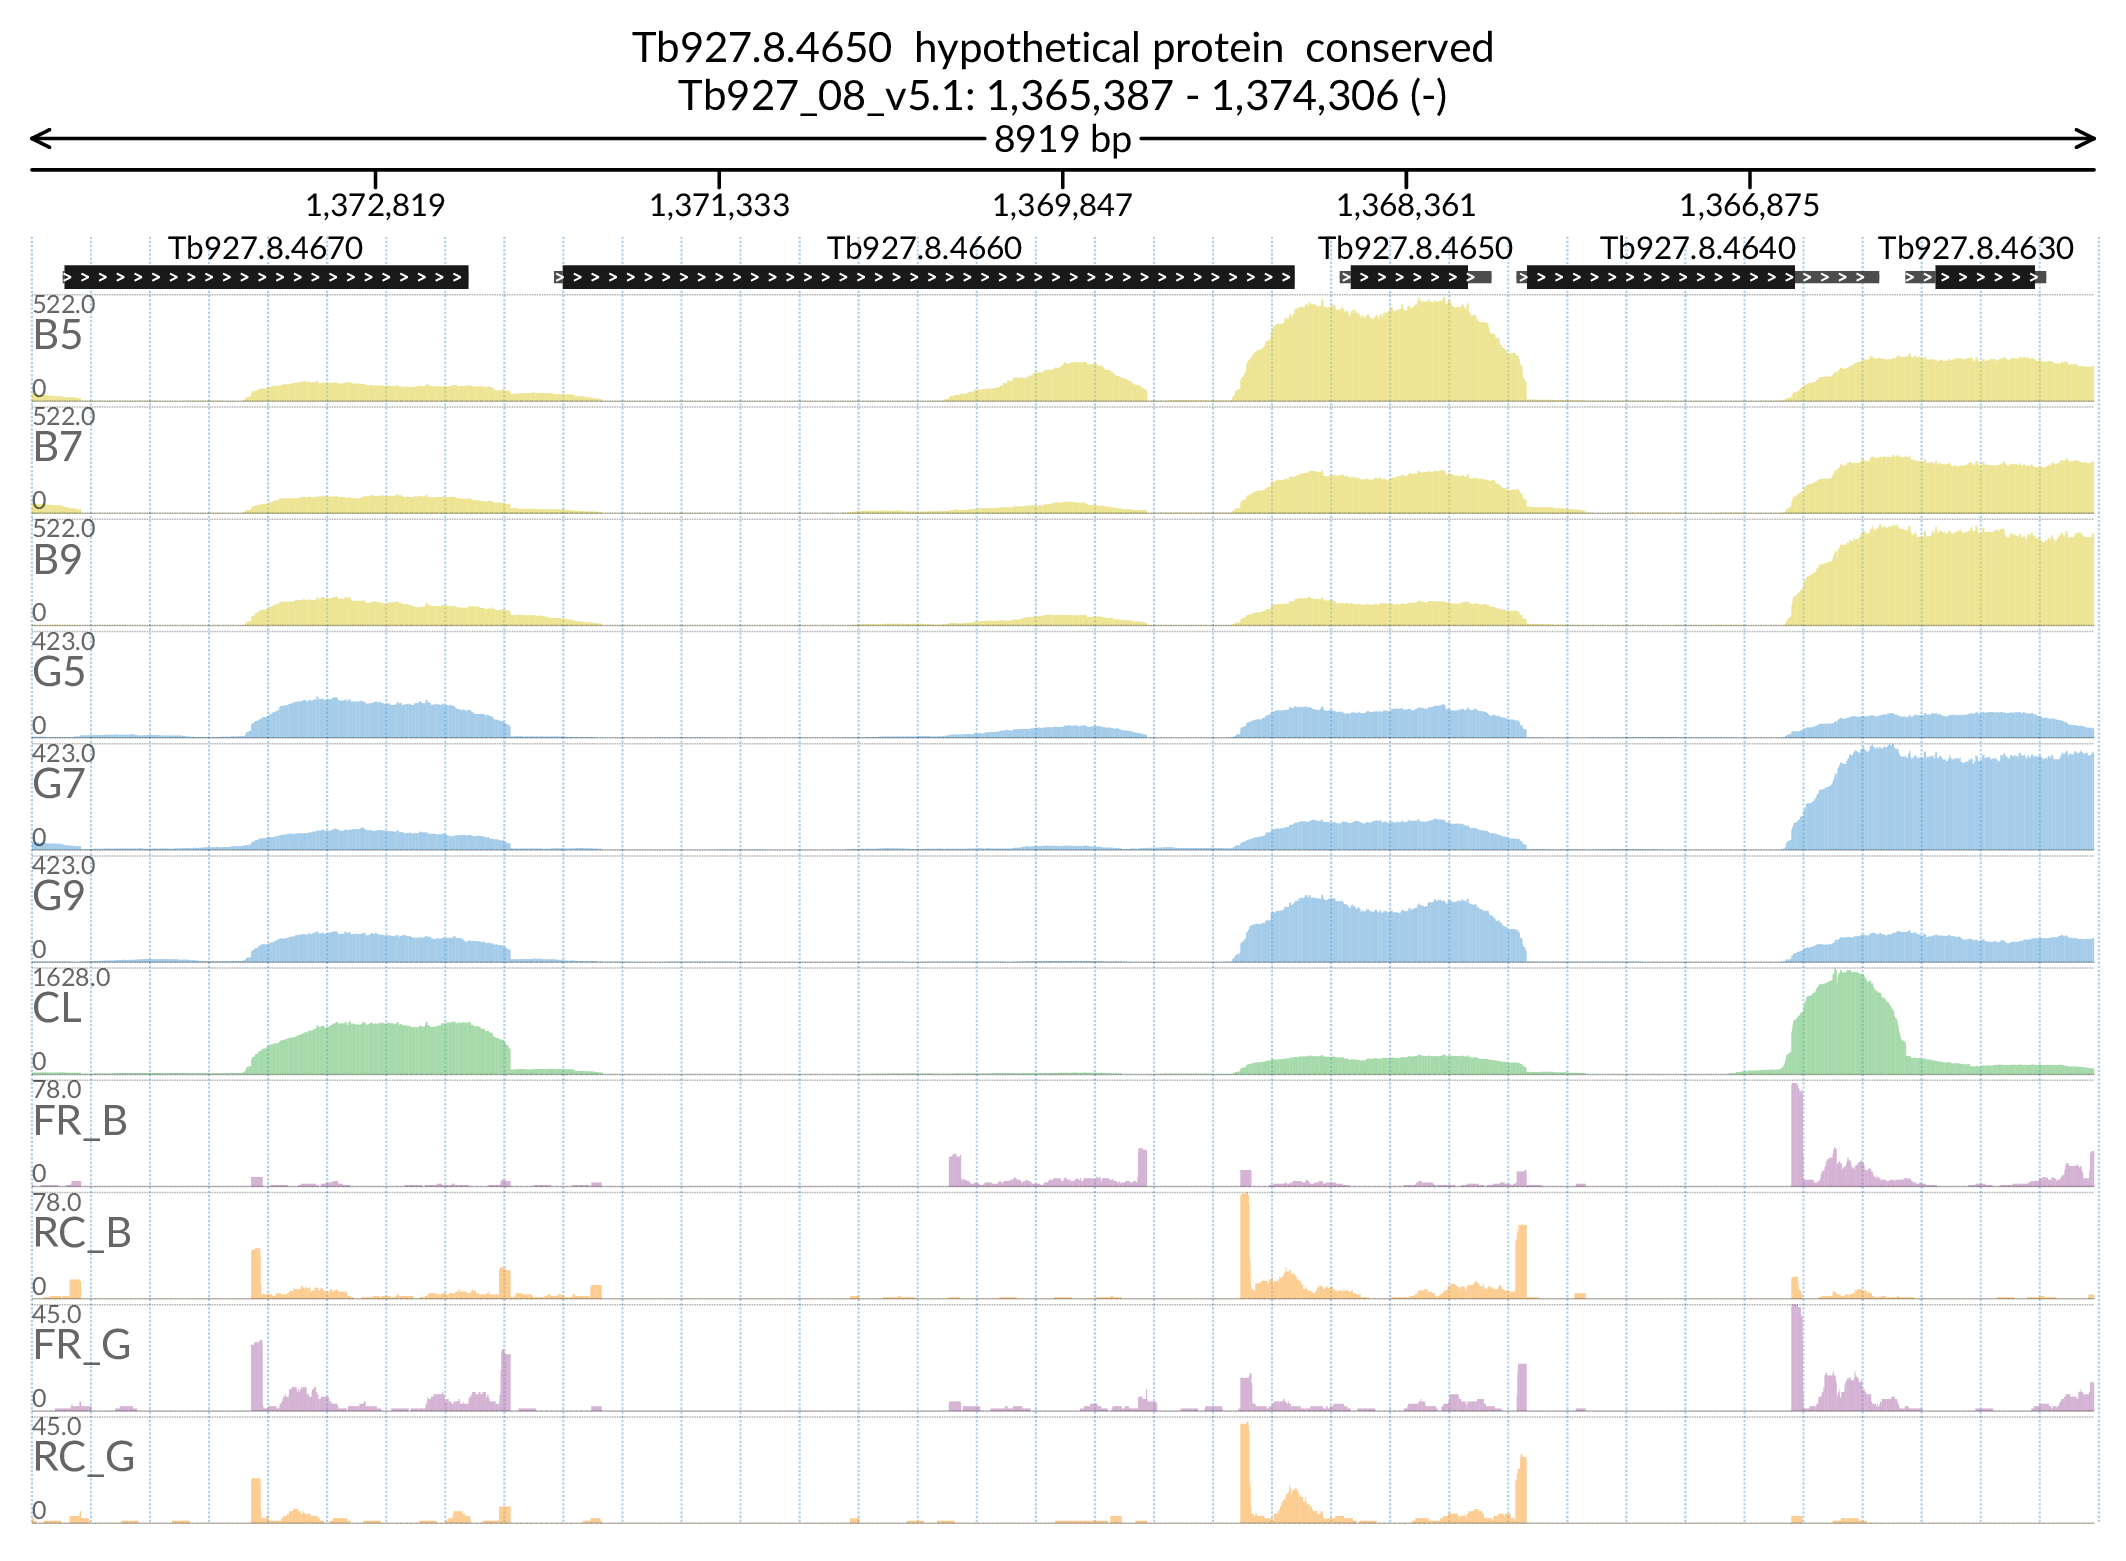 Tb927.8.4650  hypothetical protein  conserved
Tb927_08_v5.1: 1,365,387 - 1,374,306 (-)
8919 bp
1,372,819 1,371,333 1,369,847 1,368,361 1,366,875
Tb927.8.4670 Tb927.8.4660 Tb927.8.4650 Tb927.8.4640 Tb927.8.4630
522.0
B5
0
522.0
B7
0
522.0
B9
0
423.0
G5
0
423.0
G7
0
423.0
G9
0
1628.0
CL
0
78.0
FR_B
0
78.0
RC_B
0
45.0
FR_G
0
45.0
RC_G
0